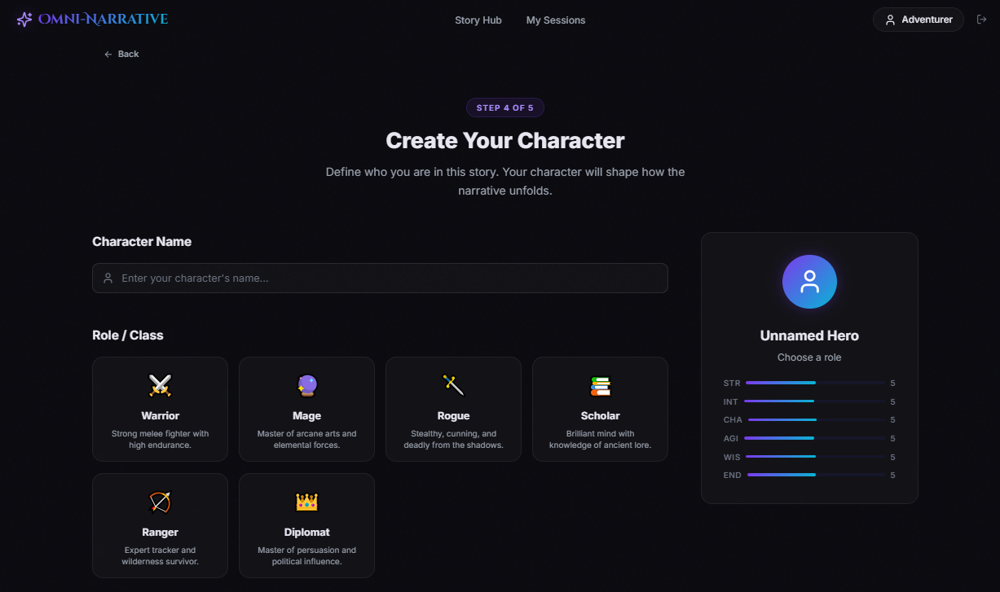 OMNI-NARRATIVE
Story Hub
My Sessions
Adventurer
Back
STEP 4 OF 5
Create Your Character
Define who you are in this story. Your character will shape how the
narrative unfolds.
Character Name
Enter your character's name...
Role / Class
Warrior
Strong melee fighter with
high endurance.
Mage
Master of arcane arts and
elemental forces.
Rogue
Stealthy, cunning, and
deadly from the shadows.
Scholar
Brilliant mind with
knowledge of ancient lore.
Ranger
Expert tracker and
wilderness survivor.
Diplomat
Master of persuasion and
political influence.
Unnamed Hero
Choose a role
STR 5
INT 5
CHA 5
AGI 5
WIS 5
END 5